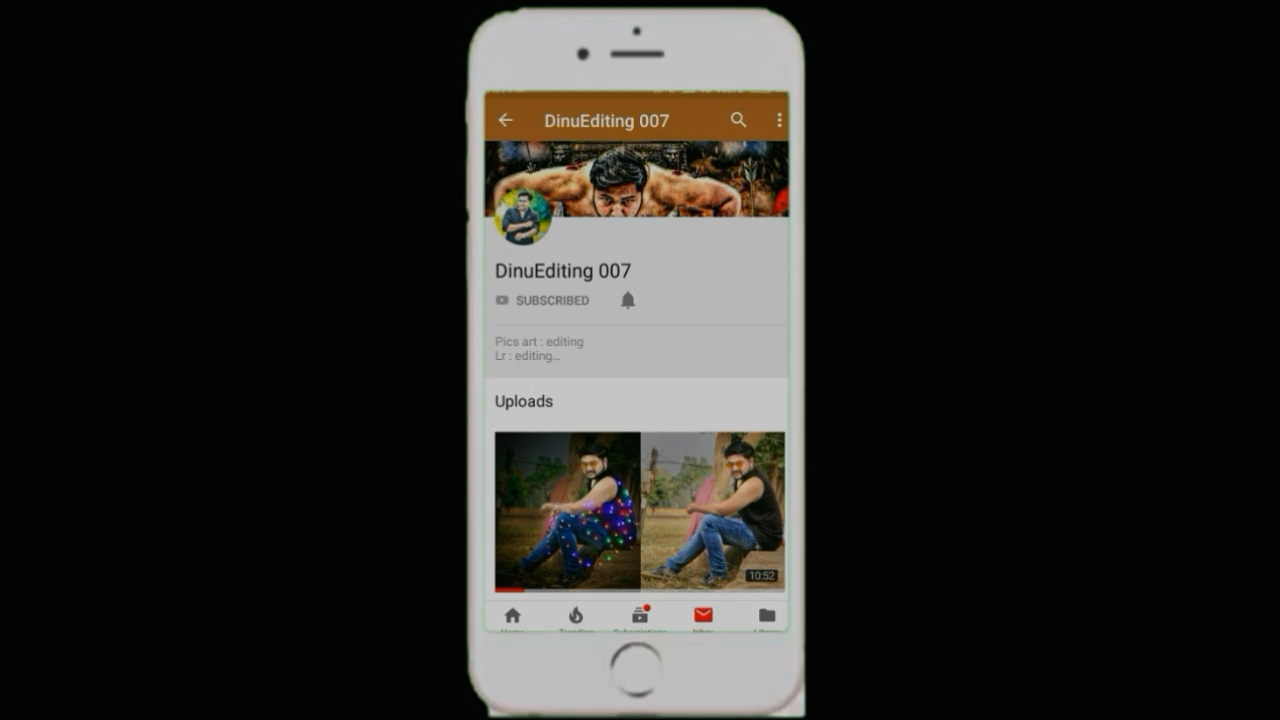 DinuEditing 007
DinuEditing 007
SUBSCRIBED
Pics art : editing
Lr : editing...
Uploads
10:52